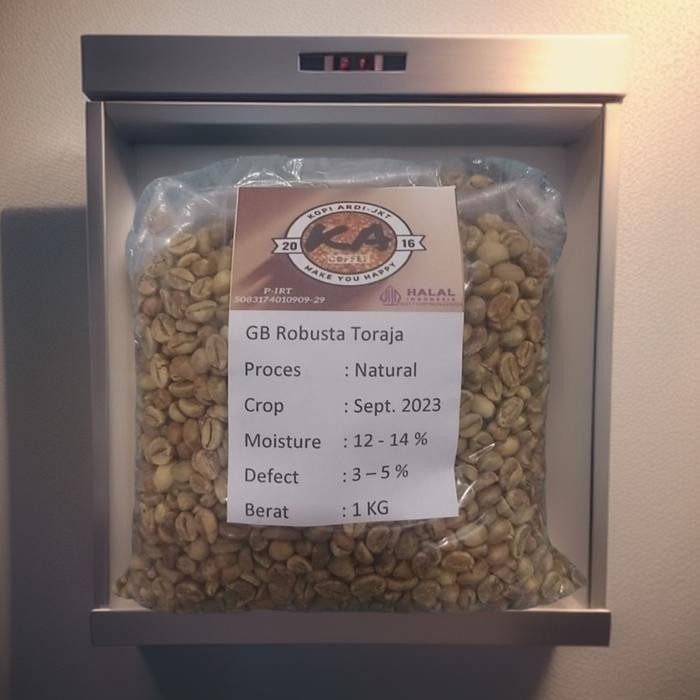 KOPI ARDI-JKT
KA
20 16
COFFEE
MAKE YOU HAPPY
P-IRT
5083174010909-29
HALAL
INDONESIA
GB Robusta Toraja
Proces : Natural
Crop : Sept. 2023
Moisture : 12 - 14 %
Defect : 3 – 5 %
Berat : 1 KG